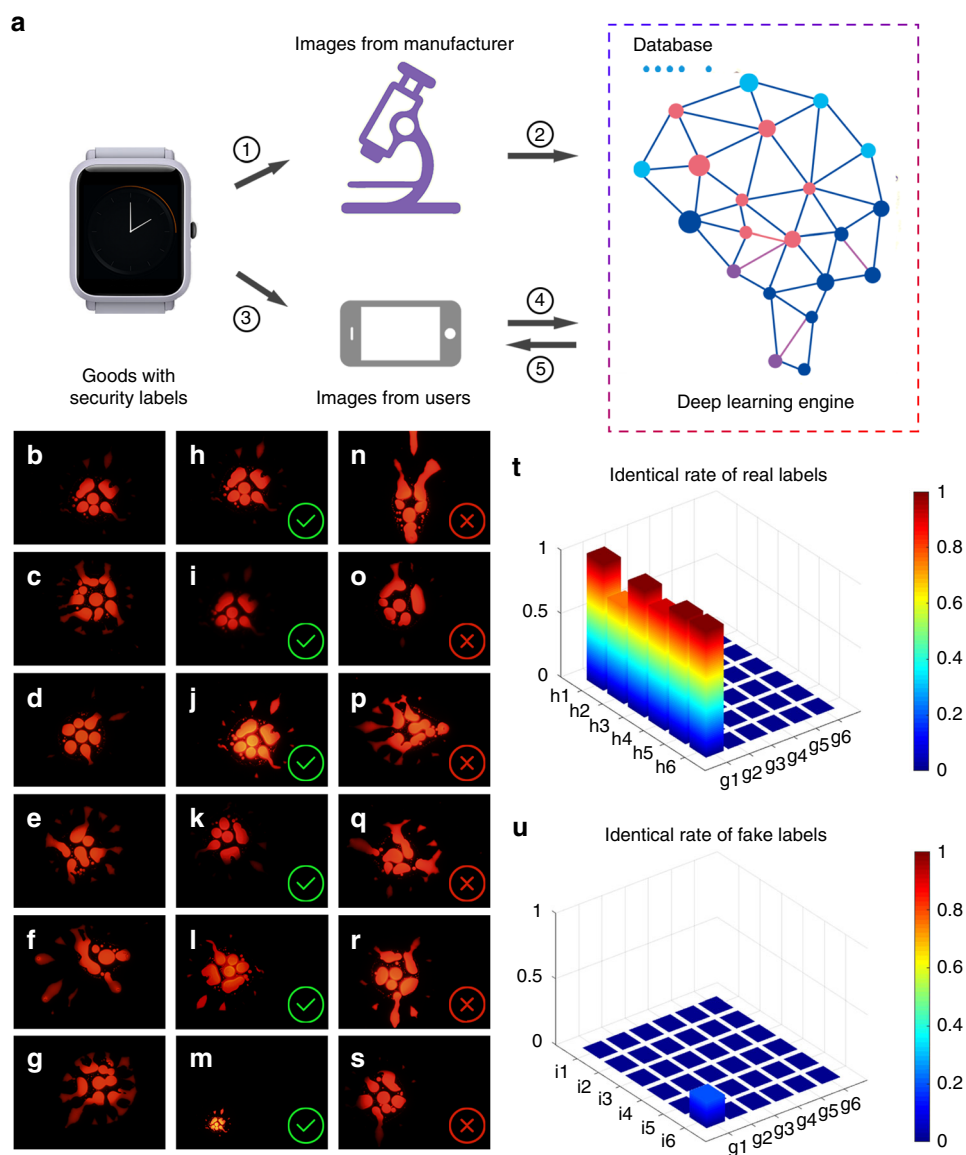 a
Images from manufacturer
Database
1
2
3
4
5
Goods with
security labels
Images from users
Deep learning engine
b
h
n
c
i
o
d
j
p
e
k
q
f
l
r
g
m
s
t
Identical rate of real labels
1
0.5
0
h1
h2
h3
h4
h5
h6
g1
g2
g3
g4
g5
g6
1
0.8
0.6
0.4
0.2
0
u
Identical rate of fake labels
1
0.5
0
i1
i2
i3
i4
i5
i6
g1
g2
g3
g4
g5
g6
1
0.8
0.6
0.4
0.2
0